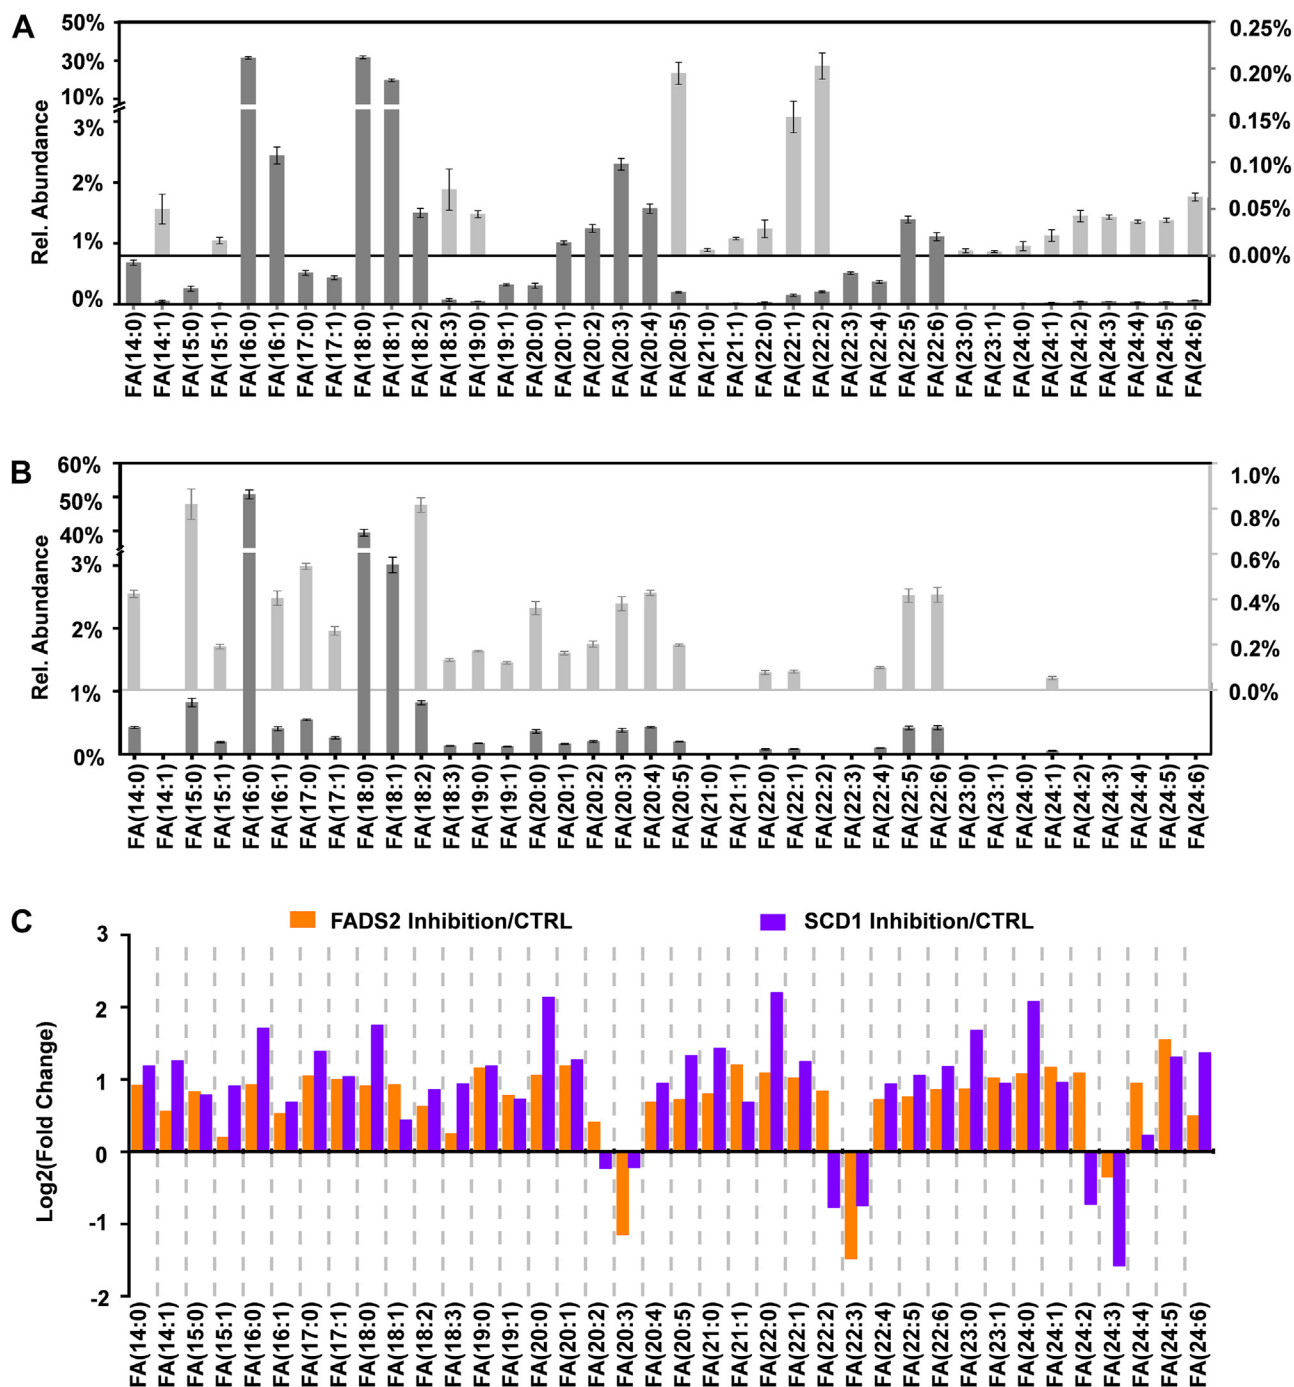 A
50%
30%
10%
3%
2%
1%
0%
Rel. Abundance
0.25%
0.20%
0.15%
0.10%
0.05%
0.00%
FA(14:0)
FA(14:1)
FA(15:0)
FA(15:1)
FA(16:0)
FA(16:1)
FA(17:0)
FA(17:1)
FA(18:0)
FA(18:1)
FA(18:2)
FA(18:3)
FA(19:0)
FA(19:1)
FA(20:0)
FA(20:1)
FA(20:2)
FA(20:3)
FA(20:4)
FA(20:5)
FA(21:0)
FA(21:1)
FA(22:0)
FA(22:1)
FA(22:2)
FA(22:3)
FA(22:4)
FA(22:5)
FA(22:6)
FA(23:0)
FA(23:1)
FA(24:0)
FA(24:1)
FA(24:2)
FA(24:3)
FA(24:4)
FA(24:5)
FA(24:6)
B
60%
50%
40%
3%
2%
1%
0%
Rel. Abundance
1.0%
0.8%
0.6%
0.4%
0.2%
0.0%
FA(14:0)
FA(14:1)
FA(15:0)
FA(15:1)
FA(16:0)
FA(16:1)
FA(17:0)
FA(17:1)
FA(18:0)
FA(18:1)
FA(18:2)
FA(18:3)
FA(19:0)
FA(19:1)
FA(20:0)
FA(20:1)
FA(20:2)
FA(20:3)
FA(20:4)
FA(20:5)
FA(21:0)
FA(21:1)
FA(22:0)
FA(22:1)
FA(22:2)
FA(22:3)
FA(22:4)
FA(22:5)
FA(22:6)
FA(23:0)
FA(23:1)
FA(24:0)
FA(24:1)
FA(24:2)
FA(24:3)
FA(24:4)
FA(24:5)
FA(24:6)
C
FADS2 Inhibition/CTRL
SCD1 Inhibition/CTRL
3
2
1
0
-1
-2
Log2(Fold Change)
FA(14:0)
FA(14:1)
FA(15:0)
FA(15:1)
FA(16:0)
FA(16:1)
FA(17:0)
FA(17:1)
FA(18:0)
FA(18:1)
FA(18:2)
FA(18:3)
FA(19:0)
FA(19:1)
FA(20:0)
FA(20:1)
FA(20:2)
FA(20:3)
FA(20:4)
FA(20:5)
FA(21:0)
FA(21:1)
FA(22:0)
FA(22:1)
FA(22:2)
FA(22:3)
FA(22:4)
FA(22:5)
FA(22:6)
FA(23:0)
FA(23:1)
FA(24:0)
FA(24:1)
FA(24:2)
FA(24:3)
FA(24:4)
FA(24:5)
FA(24:6)